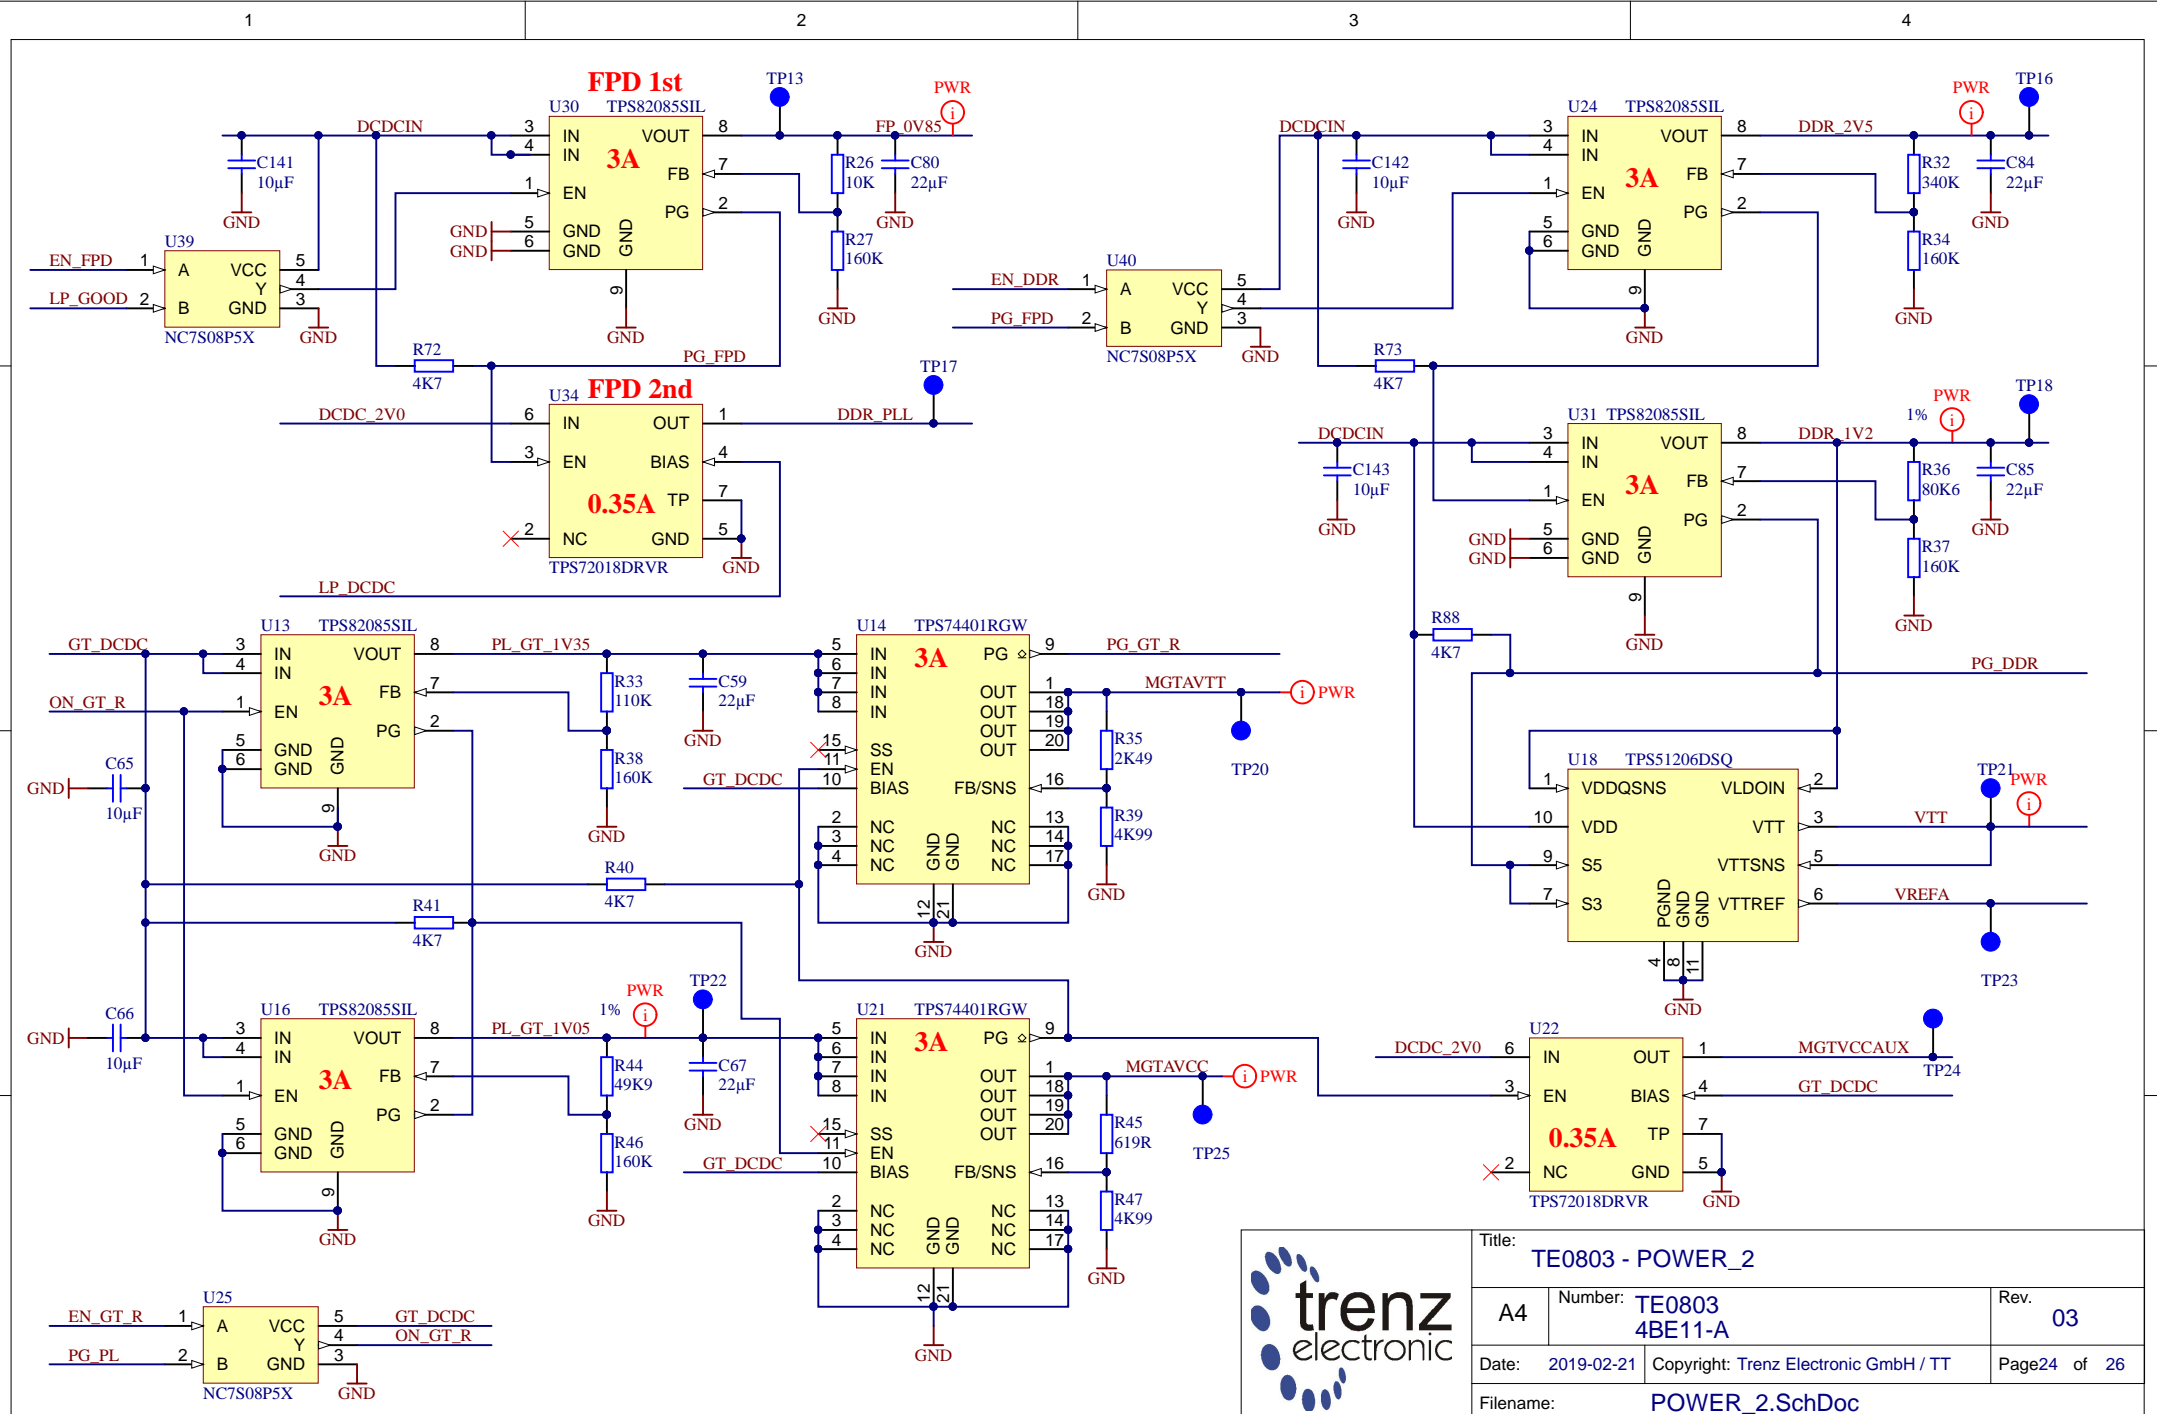 1 2 3 4
FPD 1st
U30 TPS82085SIL
TP13
PWR
DCDCIN
3 IN VOUT 8
4 IN
FP_0V85
3A
FB 7
1 EN
PG 2
GND 5 GND
GND 6 GND
GND
9
GND
C141
10µF
GND
R26
10K
C80
22µF
GND
R27
160K
GND
U39
EN_FPD 1 A VCC 5
Y 4
LP_GOOD 2 B GND 3
NC7S08P5X
GND
R72
4K7
PG_FPD
U34 FPD 2nd
TP17
DCDC_2V0 6 IN OUT 1 DDR_PLL
3 EN BIAS 4
0.35A TP 7
2 NC GND 5
TPS72018DRVR
GND
LP_DCDC
DCDCIN
C142
10µF
GND
U24 TPS82085SIL
PWR
TP16
3 IN VOUT 8 DDR_2V5
4 IN
3A
FB 7
1 EN
PG 2
5 GND
6 GND
GND
9
GND
R32
340K
C84
22µF
GND
R34
160K
GND
U40
EN_DDR 1 A VCC 5
Y 4
PG_FPD 2 B GND 3
NC7S08P5X
GND
R73
4K7
U31 TPS82085SIL
1%
PWR
TP18
DCDCIN
3 IN VOUT 8 DDR_1V2
4 IN
3A
FB 7
1 EN
PG 2
GND 5 GND
GND 6 GND
GND
9
GND
C143
10µF
GND
R36
80K6
C85
22µF
GND
R37
160K
GND
R88
4K7
PG_DDR
U13 TPS82085SIL
GT_DCDC 3 IN VOUT 8 PL_GT_1V35
4 IN
3A
FB 7
ON_GT_R 1 EN
PG 2
5 GND
6 GND
GND
9
GND
C65
GND
10µF
R33
110K
C59
22µF
GND
R38
160K
GND
U14 TPS74401RGW
5 IN 3A PG 9 PG_GT_R
6 IN
7 IN OUT 1 MGTAVTT
8 IN OUT 18
OUT 19
15 SS OUT 20
11 EN
GT_DCDC 10 BIAS FB/SNS 16
2 NC NC 13
3 NC NC 14
4 NC NC 17
GND GND
12 21
GND
PWR
TP20
R35
2K49
R39
4K99
GND
R40
4K7
R41
4K7
U18 TPS51206DSQ
1 VDDQSNS VLDOIN 2
10 VDD VTT 3 VTT
9 S5 VTTSNS 5
7 S3 VTTREF 6 VREFA
PGND GND GND
4 8 11
GND
TP21
PWR
TP23
C66
GND
10µF
U16 TPS82085SIL
3 IN VOUT 8 PL_GT_1V05
4 IN
3A
FB 7
1 EN
PG 2
5 GND
6 GND
GND
9
GND
1%
PWR
TP22
R44
49K9
C67
22µF
GND
R46
160K
GND
U21 TPS74401RGW
5 IN 3A PG 9
6 IN
7 IN OUT 1 MGTAVCC
8 IN OUT 18
OUT 19
15 SS OUT 20
11 EN
GT_DCDC 10 BIAS FB/SNS 16
2 NC NC 13
3 NC NC 14
4 NC NC 17
GND GND
12 21
GND
PWR
TP25
R45
619R
R47
4K99
GND
U22
DCDC_2V0 6 IN OUT 1 MGTVCCAUX
TP24
3 EN BIAS 4 GT_DCDC
0.35A TP 7
2 NC GND 5
TPS72018DRVR
GND
U25
EN_GT_R 1 A VCC 5 GT_DCDC
Y 4 ON_GT_R
PG_PL 2 B GND 3
NC7S08P5X
GND
trenz
electronic
Title:
TE0803 - POWER_2
A4 Number: TE0803
4BE11-A
Rev.
03
Date: 2019-02-21 Copyright: Trenz Electronic GmbH / TT Page24 of 26
Filename: POWER_2.SchDoc